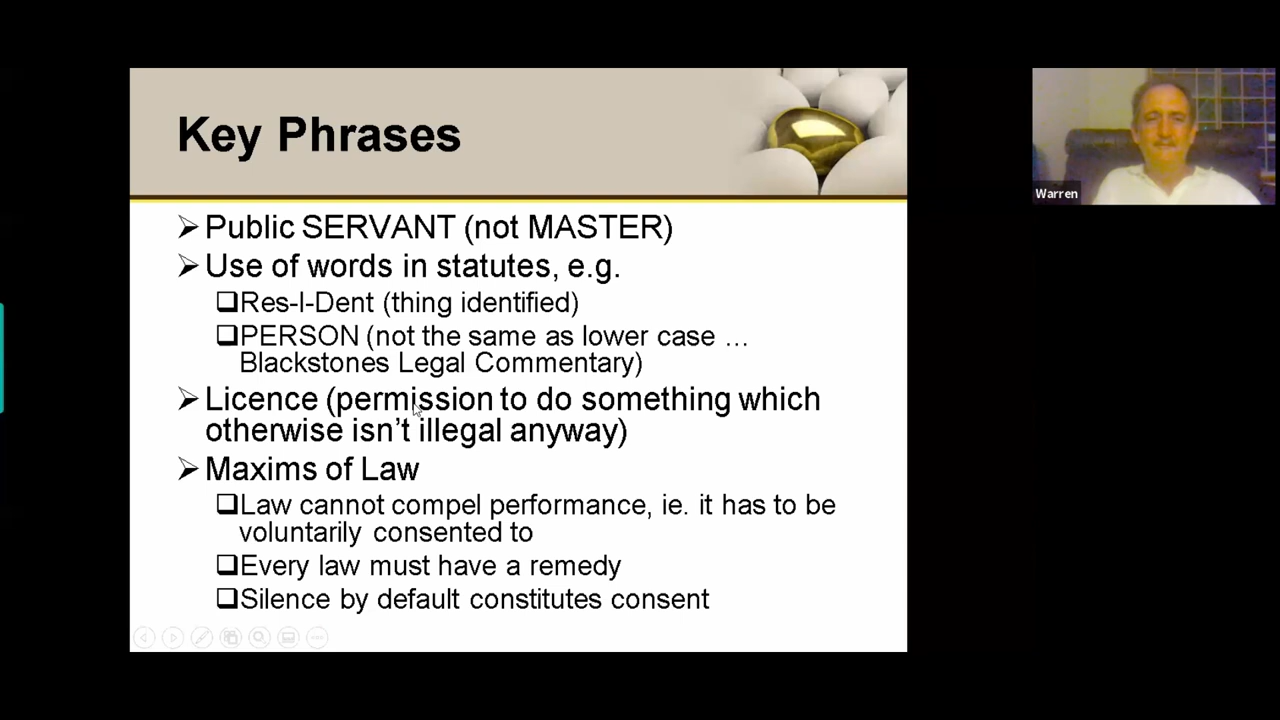 Key Phrases
Public SERVANT (not MASTER)
Use of words in statutes, e.g.
Res-I-Dent (thing identified)
PERSON (not the same as lower case …
Blackstones Legal Commentary)
Licence (permission to do something which
otherwise isn't illegal anyway)
Maxims of Law
Law cannot compel performance, ie. it has to be
voluntarily consented to
Every law must have a remedy
Silence by default constitutes consent
Warren